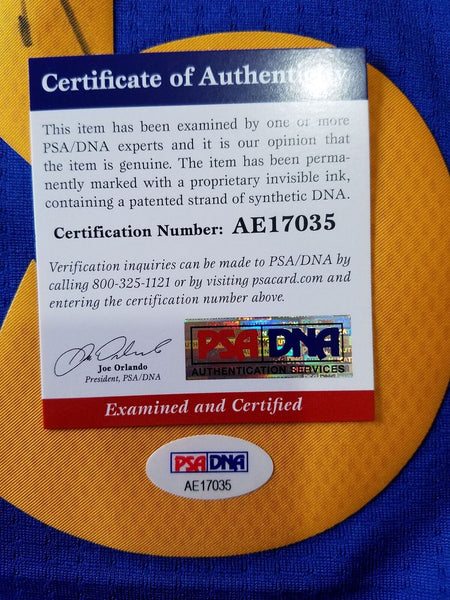 Certificate of Authenticity
This item has been examined by one or more
PSA/DNA experts and it is our opinion that
the item is genuine. The item has been perma-
nently marked with a proprietary invisible ink,
containing a patented strand of synthetic DNA.
Certification Number: AE17035
Verification inquiries can be made to PSA/DNA by
calling 800-325-1121 or by visiting psacard.com and
entering the certification number above.
Joe Orlando
President, PSA/DNA
PSA DNA
AUTHENTICATION SERVICES
Examined and Certified
PSA DNA
AE17035